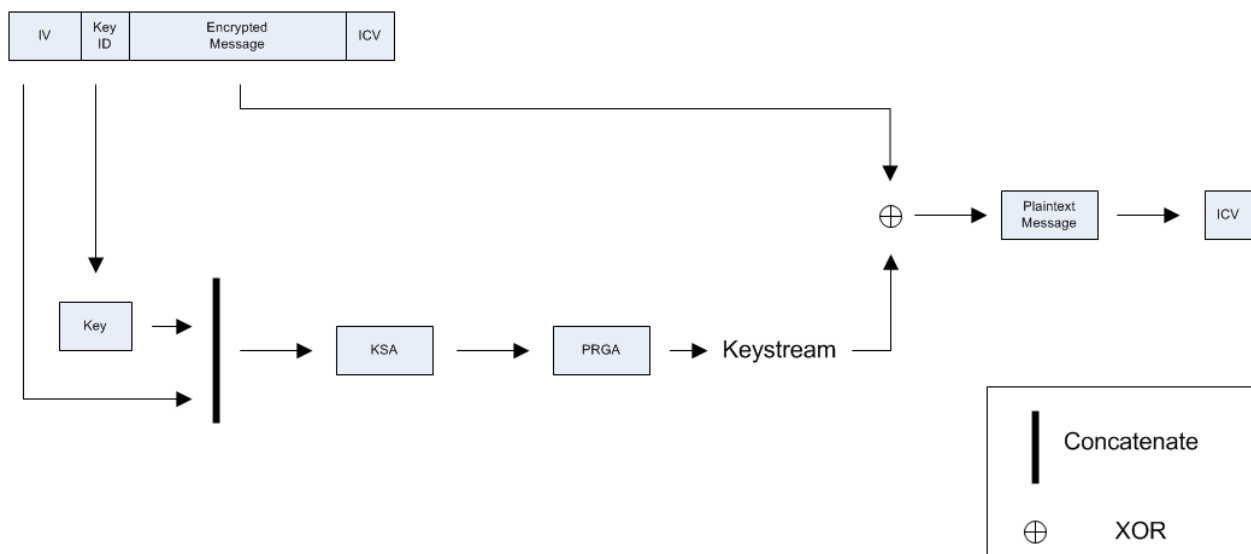 IV
Key
ID
Encrypted
Message
ICV
Plaintext
Message
ICV
Key
KSA
PRGA
Keystream
Concatenate
XOR